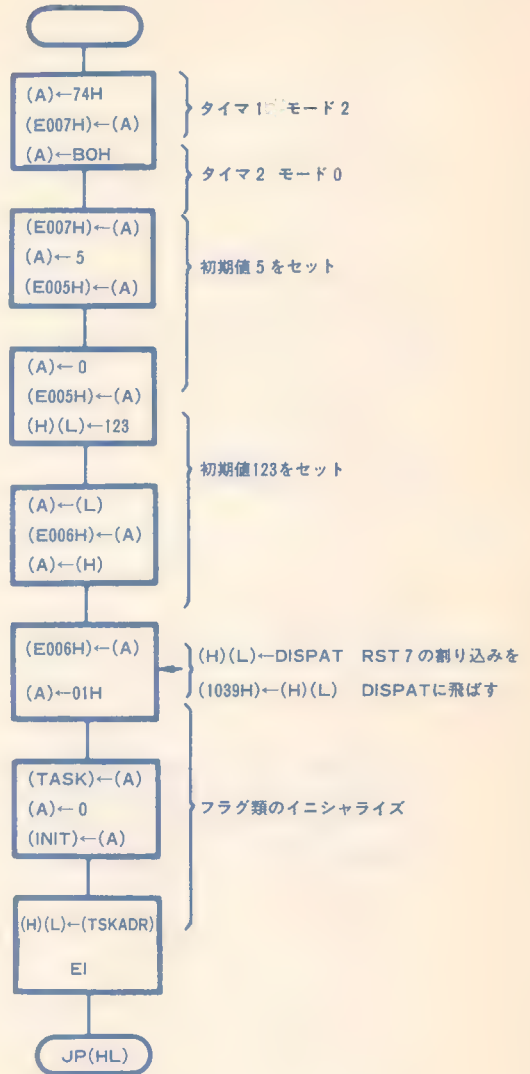 (A)←74H
(E007H)←(A)
(A)←B0H
タイマ1 モード2
タイマ2 モード0
(E007H)←(A)
(A)←5
(E005H)←(A)
初期値5をセット
(A)←0
(E005H)←(A)
(H)(L)←123
初期値123をセット
(A)←(L)
(E006H)←(A)
(A)←(H)
(E006H)←(A)
(A)←01H
(H)(L)←DISPAT RST7の割り込みを
(1039H)←(H)(L) DISPATに飛ばす
(TASK)←(A)
(A)←0
(INIT)←(A)
フラグ類のイニシャライズ
(H)(L)←(TSKADR)
EI
JP(HL)